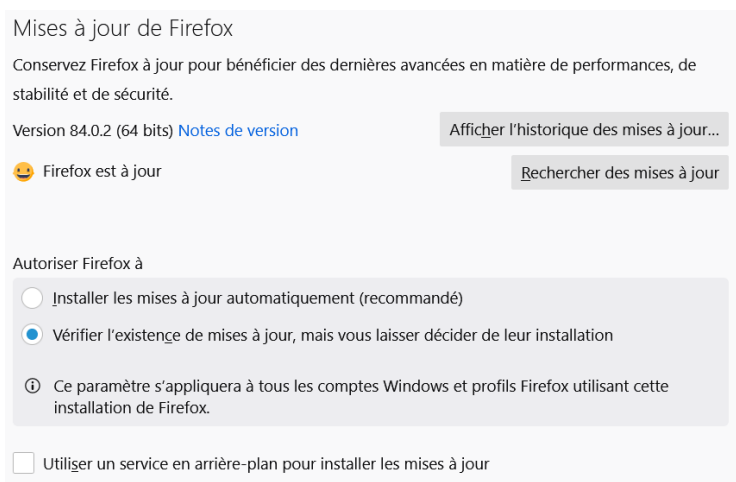 Mises à jour de Firefox
Conservez Firefox à jour pour bénéficier des dernières avancées en matière de performances, de
stabilité et de sécurité.
Version 84.0.2 (64 bits) Notes de version
Afficher l’historique des mises à jour...
Firefox est à jour
Rechercher des mises à jour
Autoriser Firefox à
Installer les mises à jour automatiquement (recommandé)
Vérifier l’existence de mises à jour, mais vous laisser décider de leur installation
Ce paramètre s’appliquera à tous les comptes Windows et profils Firefox utilisant cette
installation de Firefox.
Utiliser un service en arrière-plan pour installer les mises à jour